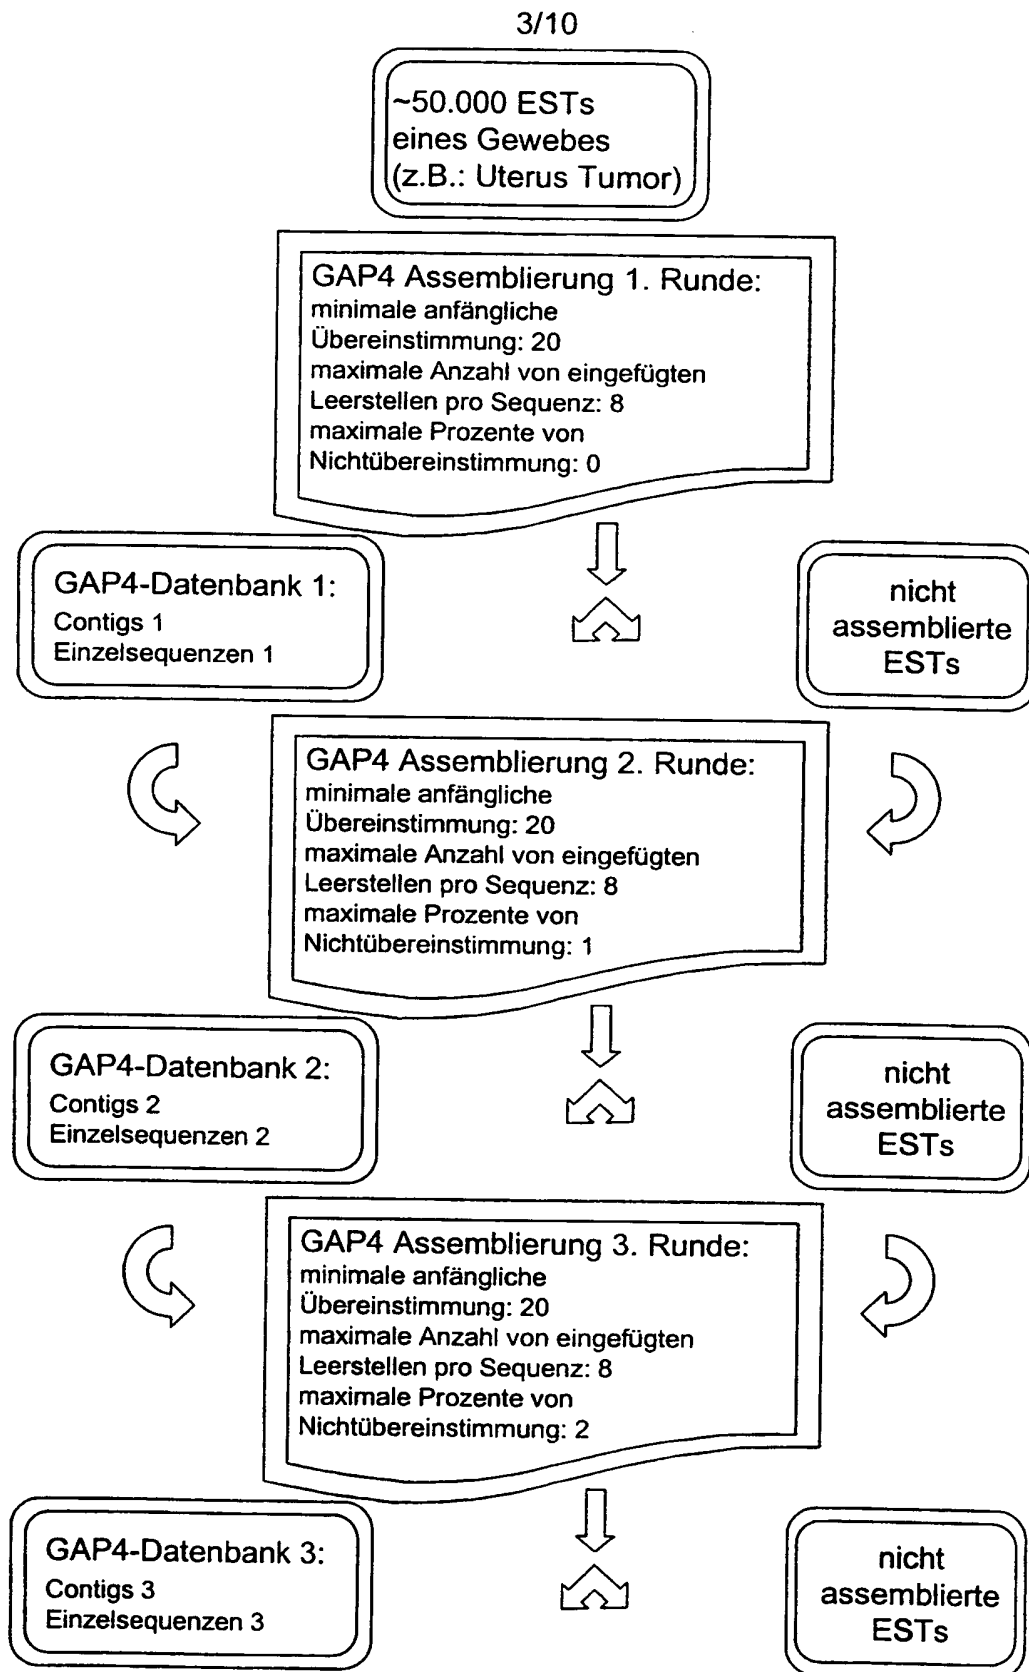 3/10
~50.000 ESTs
eines Gewebes
(z.B.: Uterus Tumor)
GAP4 Assemblierung 1. Runde:
minimale anfängliche
Übereinstimmung: 20
maximale Anzahl von eingefügten
Leerstellen pro Sequenz: 8
maximale Prozente von
Nichtübereinstimmung: 0
GAP4-Datenbank 1:
Contigs 1
Einzelsequenzen 1
nicht
assemblierte
ESTs
GAP4 Assemblierung 2. Runde:
minimale anfängliche
Übereinstimmung: 20
maximale Anzahl von eingefügten
Leerstellen pro Sequenz: 8
maximale Prozente von
Nichtübereinstimmung: 1
GAP4-Datenbank 2:
Contigs 2
Einzelsequenzen 2
nicht
assemblierte
ESTs
GAP4 Assemblierung 3. Runde:
minimale anfängliche
Übereinstimmung: 20
maximale Anzahl von eingefügten
Leerstellen pro Sequenz: 8
maximale Prozente von
Nichtübereinstimmung: 2
GAP4-Datenbank 3:
Contigs 3
Einzelsequenzen 3
nicht
assemblierte
ESTs